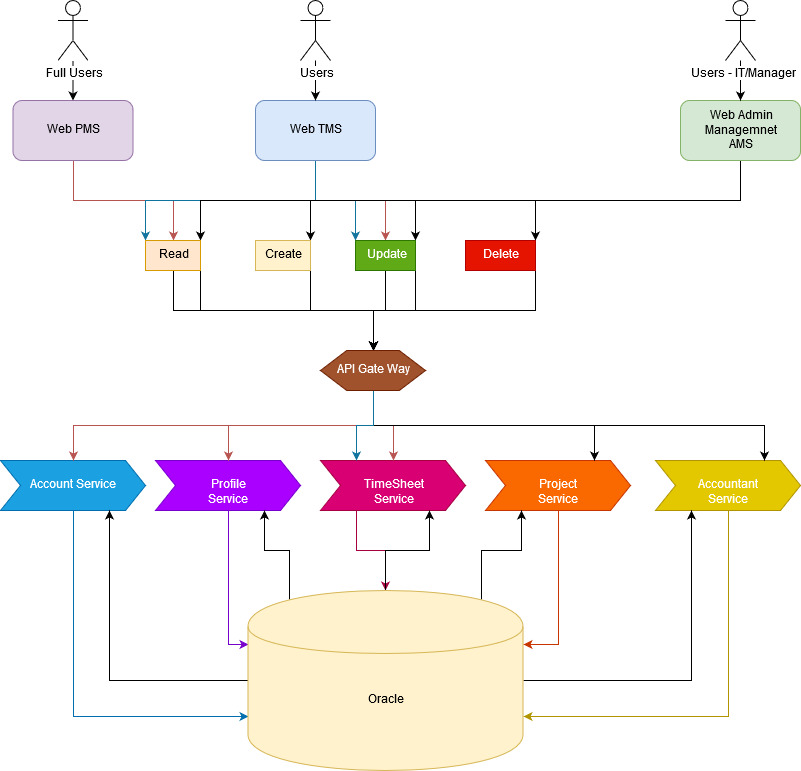 Full Users
Users
Users - IT/Manager
Web PMS
Web TMS
Web Admin
Managemnet
AMS
Read
Create
Update
Delete
API Gate Way
Account Service
Profile
Service
TimeSheet
Service
Project
Service
Accountant
Service
Oracle